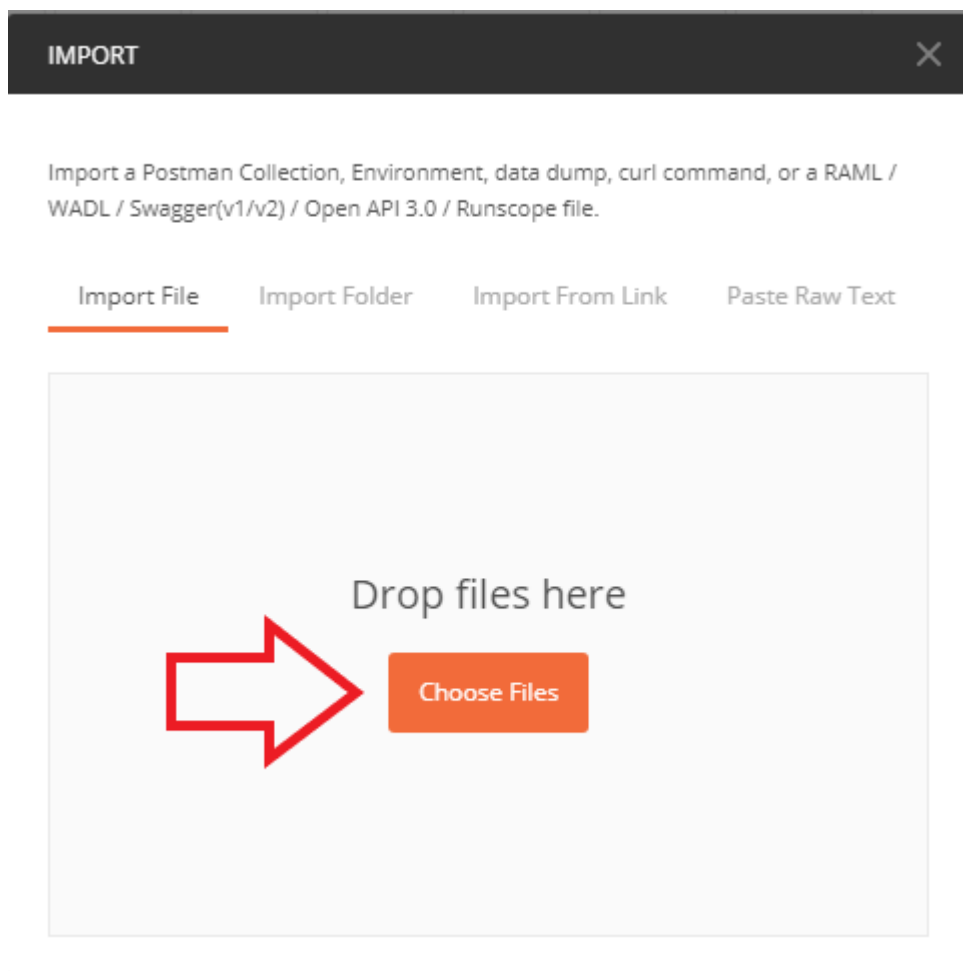 IMPORT
Import a Postman Collection, Environment, data dump, curl command, or a RAML /
WADL / Swagger(v1/v2) / Open API 3.0 / Runscope file.
Import File Import Folder Import From Link Paste Raw Text
Drop files here
Choose Files